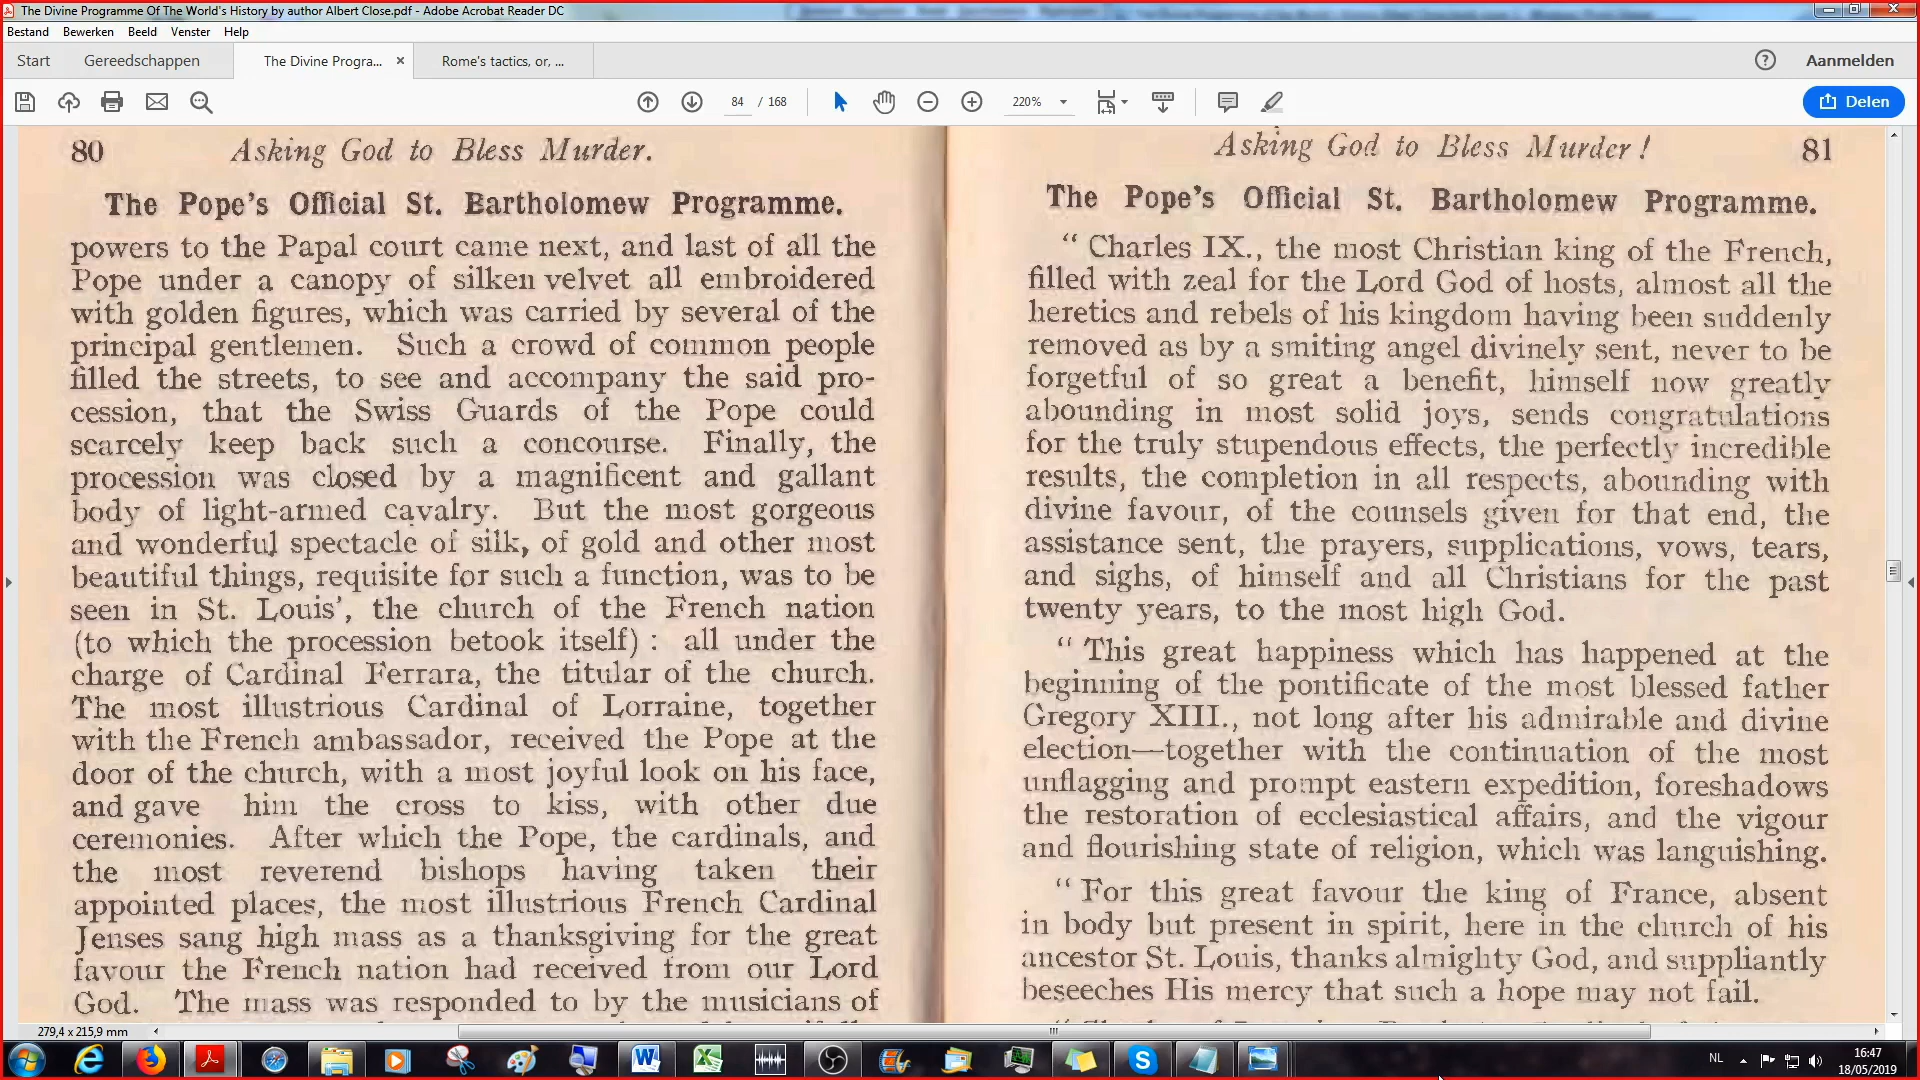 The Divine Programme Of The World's History by author Albert Close.pdf - Adobe Acrobat Reader DC
Bestand Bewerken Beeld Venster Help
Start Gereedschappen The Divine Progra... × Rome's tactics, or, ... ? Aanmelden
84 / 168 220% Delen
80 Asking God to Bless Murder.
The Pope's Official St. Bartholomew Programme.
powers to the Papal court came next, and last of all the
Pope under a canopy of silken velvet all embroidered
with golden figures, which was carried by several of the
principal gentlemen. Such a crowd of common people
filled the streets, to see and accompany the said pro-
cession, that the Swiss Guards of the Pope could
scarcely keep back such a concourse. Finally, the
procession was closed by a magnificent and gallant
body of light-armed cavalry. But the most gorgeous
and wonderful spectacle of silk, of gold and other most
beautiful things, requisite for such a function, was to be
seen in St. Louis', the church of the French nation
(to which the procession betook itself) : all under the
charge of Cardinal Ferrara, the titular of the church.
The most illustrious Cardinal of Lorraine, together
with the French ambassador, received the Pope at the
door of the church, with a most joyful look on his face,
and gave him the cross to kiss, with other due
ceremonies. After which the Pope, the cardinals, and
the most reverend bishops having taken their
appointed places, the most illustrious French Cardinal
Jenses sang high mass as a thanksgiving for the great
favour the French nation had received from our Lord
God. The mass was responded to by the musicians of
Asking God to Bless Murder! 81
The Pope's Official St. Bartholomew Programme.
" Charles IX., the most Christian king of the French,
filled with zeal for the Lord God of hosts, almost all the
heretics and rebels of his kingdom having been suddenly
removed as by a smiting angel divinely sent, never to be
forgetful of so great a benefit, himself now greatly
abounding in most solid joys, sends congratulations
for the truly stupendous effects, the perfectly incredible
results, the completion in all respects, abounding with
divine favour, of the counsels given for that end, the
assistance sent, the prayers, supplications, vows, tears,
and sighs, of himself and all Christians for the past
twenty years, to the most high God.
" This great happiness which has happened at the
beginning of the pontificate of the most blessed father
Gregory XIII., not long after his admirable and divine
election—together with the continuation of the most
unflagging and prompt eastern expedition, foreshadows
the restoration of ecclesiastical affairs, and the vigour
and flourishing state of religion, which was languishing.
" For this great favour the king of France, absent
in body but present in spirit, here in the church of his
ancestor St. Louis, thanks almighty God, and suppliantly
beseeches His mercy that such a hope may not fail.
279,4 x 215,9 mm
NL 16:47
18/05/2019